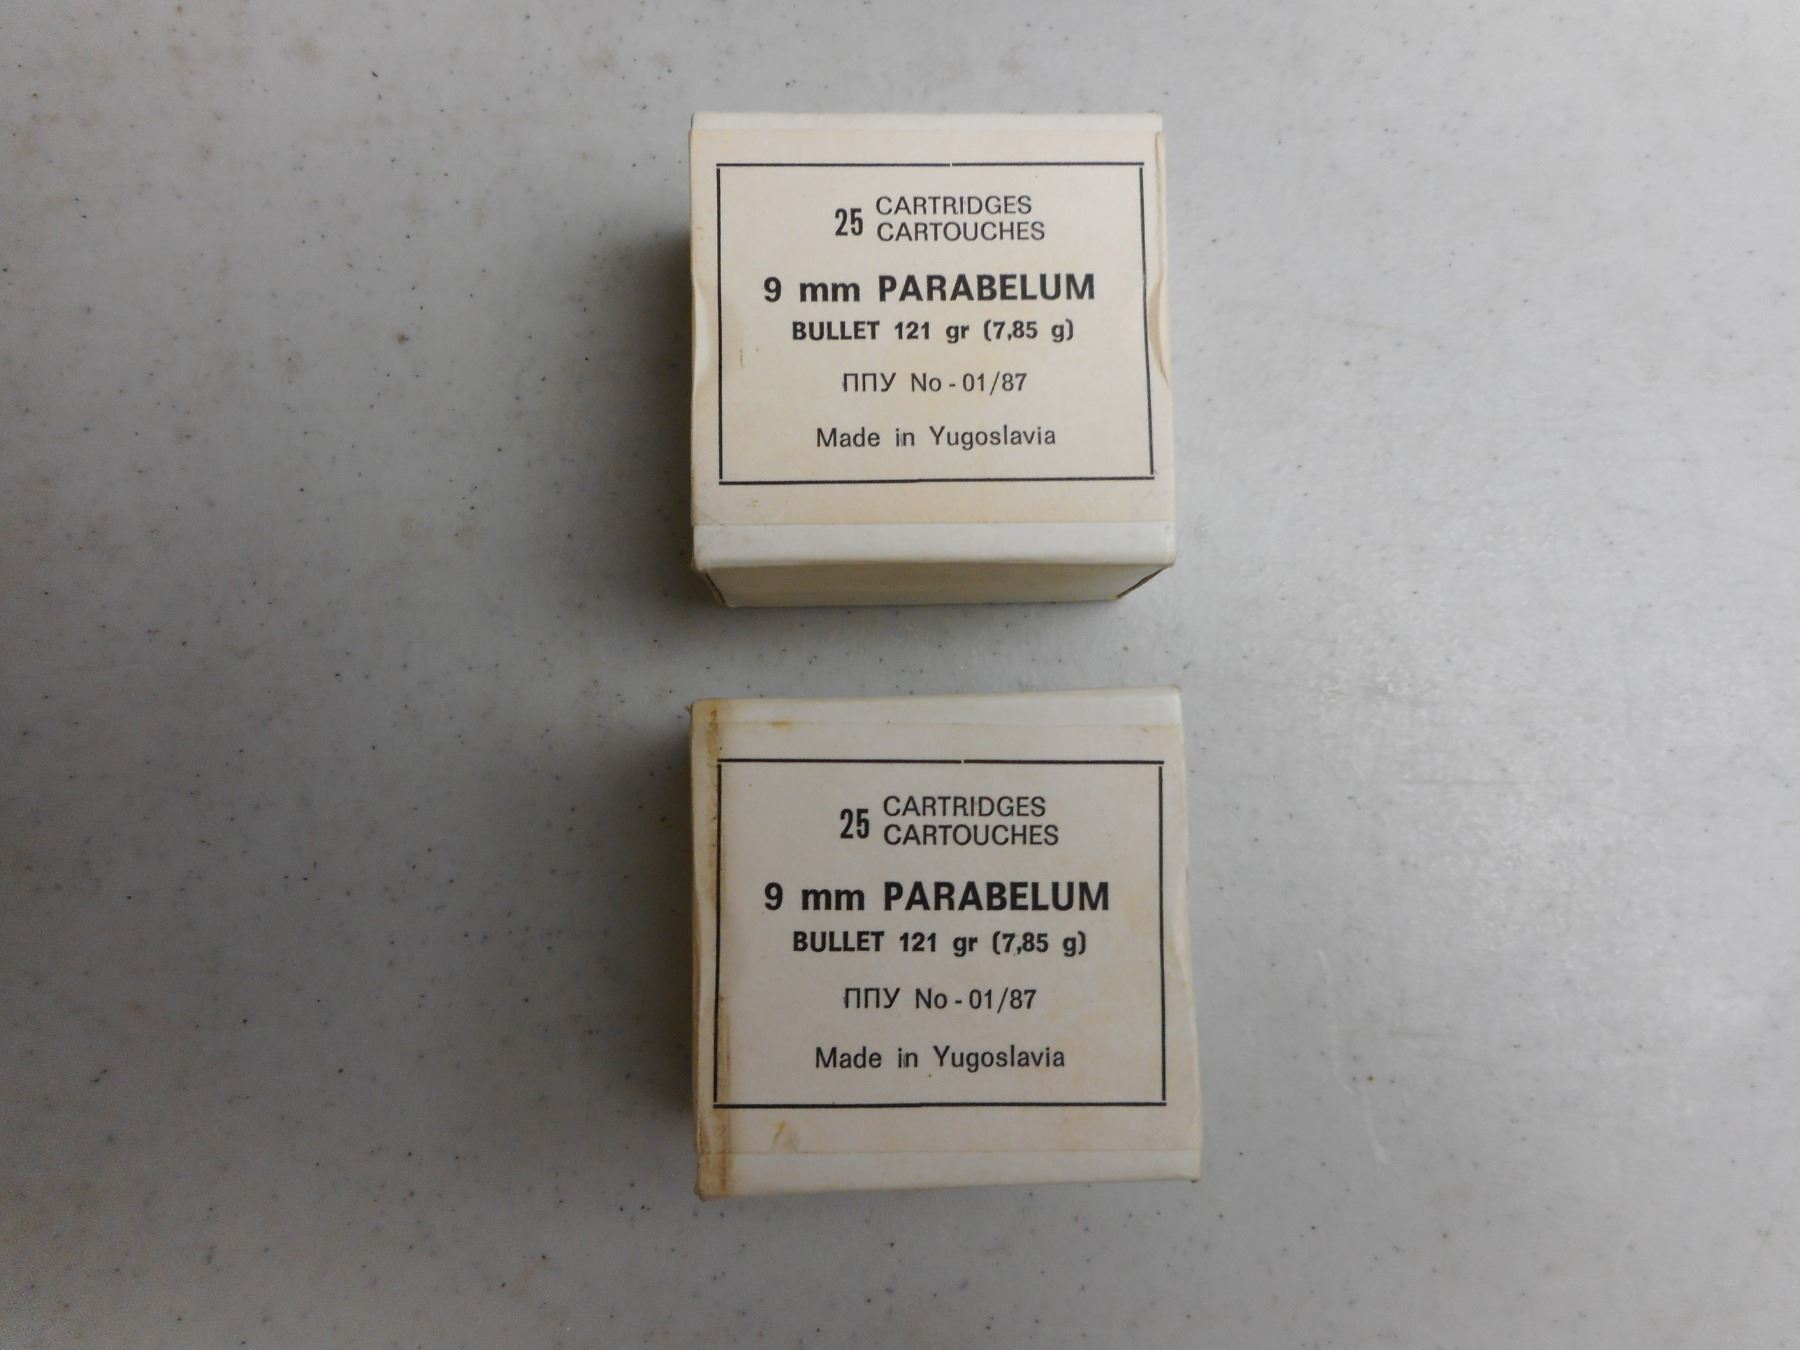 25 CARTRIDGES
CARTOUCHES
9 mm PARABELUM
BULLET 121 gr (7,85 g)
ППУ No - 01/87
Made in Yugoslavia
25 CARTRIDGES
CARTOUCHES
9 mm PARABELUM
BULLET 121 gr (7,85 g)
ППУ No - 01/87
Made in Yugoslavia